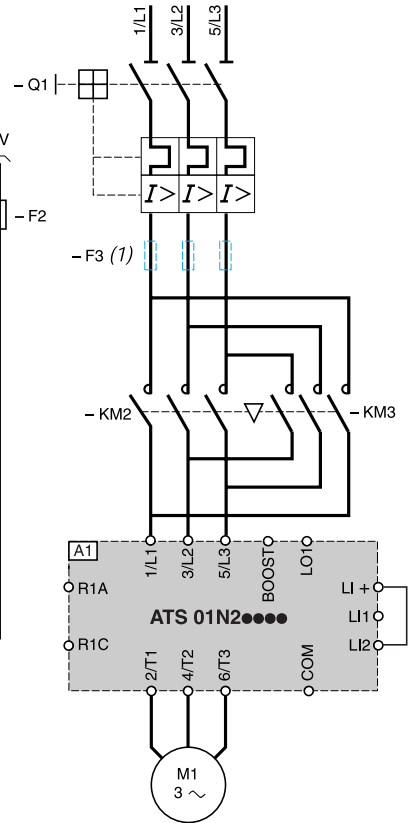 1/L1 3/L2 5/L3
– Q1
V
I> I> I>
– F2
– F3 (1)
– KM2
– KM3
A1
1/L1 3/L2 5/L3 BOOST LO1
R1A
LI +
ATS 01N2●●●●
LI1
R1C
LI2
2/T1 4/T2 6/T3 COM
M1
3 ~